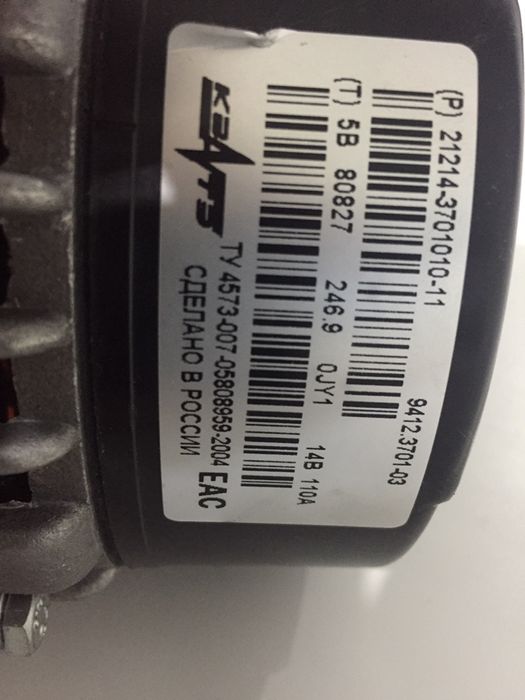 (P) 21214-3701010-11
9412.3701-03
(T) 5B 80827 246.9 0JY1 14В 110А
КЗАТЭ
ТУ 4573-007-05808959-2004
СДЕЛАНО В РОССИИ
EAC